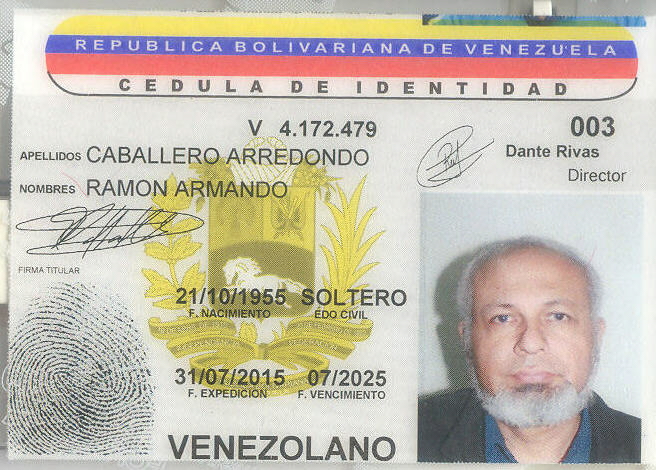 REPUBLICA BOLIVARIANA DE VENEZUELA
CEDULA DE IDENTIDAD
V 4.172.479
003
APELLIDOS CABALLERO ARREDONDO
Dante Rivas
Director
NOMBRES RAMON ARMANDO
FIRMA TITULAR
21/10/1955 SOLTERO
F. NACIMIENTO EDO CIVIL
31/07/2015 07/2025
F. EXPEDICIÓN F. VENCIMIENTO
VENEZOLANO